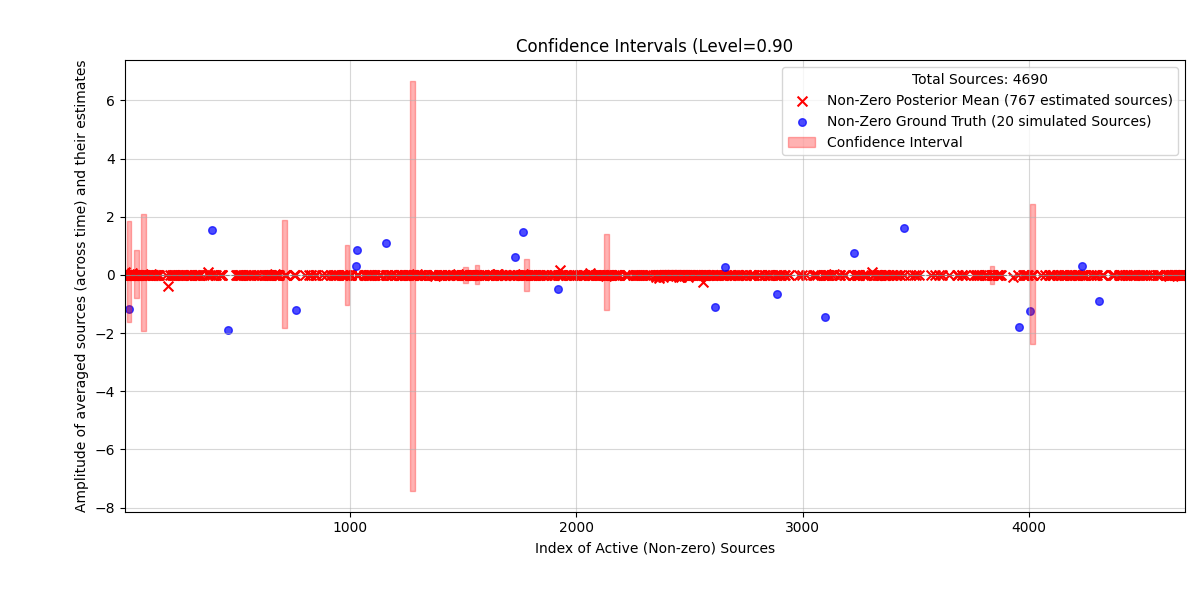 Confidence Intervals (Level=0.90
Amplitude of averaged sources (across time) and their estimates
6
4
2
0
−2
−4
−6
−8
Total Sources: 4690
Non-Zero Posterior Mean (767 estimated sources)
Non-Zero Ground Truth (20 simulated Sources)
Confidence Interval
1000
2000
3000
4000
Index of Active (Non-zero) Sources